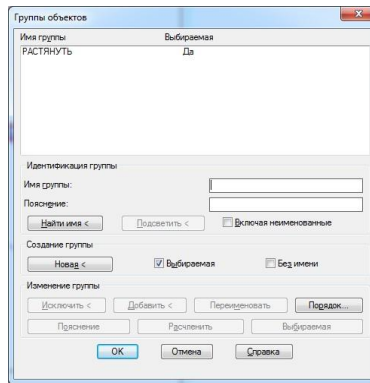 Группы объектов
Имя группы Выбираемая
РАСТЯНУТЬ Да
Идентификация группы
Имя группы:
Пояснение:
Найти имя < Подсветить < Включая неименованные
Создание группы
Новая < Выбираемая Без имени
Изменение группы
Исключить < Добавить < Переименовать Порядок...
Пояснение Расчленить Выбираемая
OK Отмена Справка